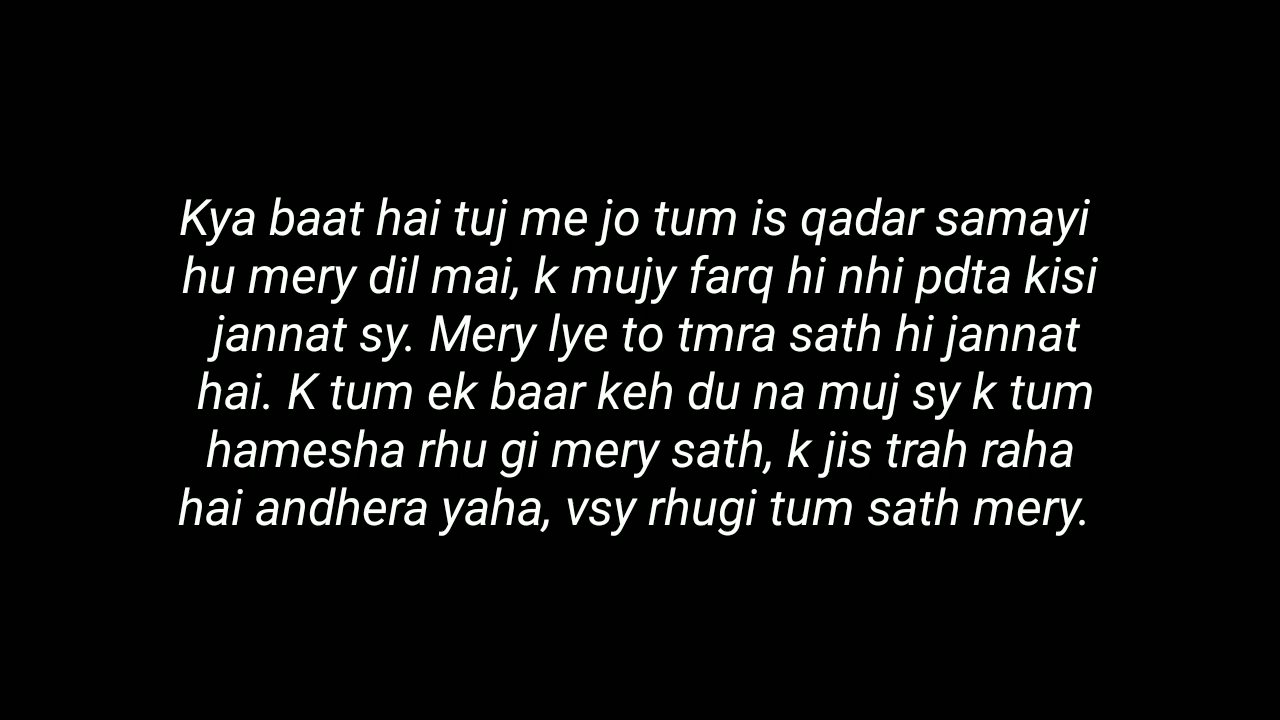 Kya baat hai tuj me jo tum is qadar samayi
hu mery dil mai, k mujy farq hi nhi pdta kisi
jannat sy. Mery lye to tmra sath hi jannat
hai. K tum ek baar keh du na muj sy k tum
hamesha rhu gi mery sath, k jis trah raha
hai andhera yaha, vsy rhugi tum sath mery.